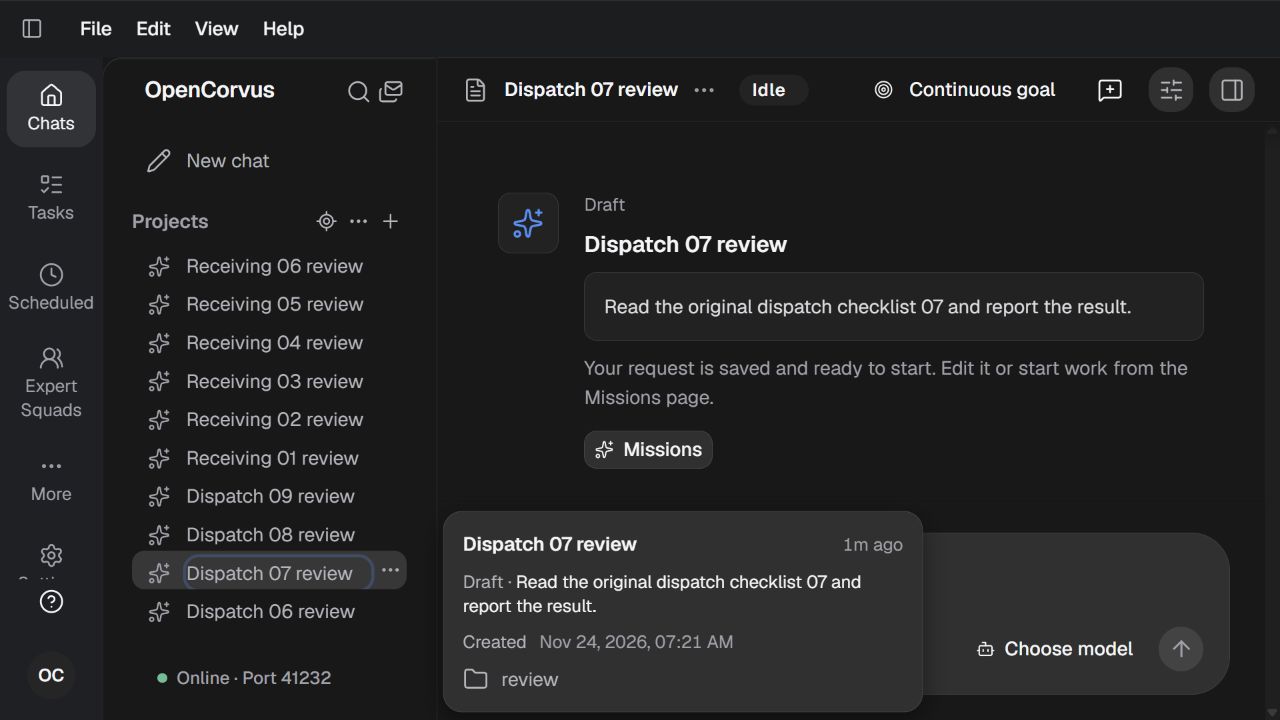 File Edit View Help
Chats
Tasks
Scheduled
Expert
Squads
More
OC
OpenCorvus
New chat
Projects
Receiving 06 review
Receiving 05 review
Receiving 04 review
Receiving 03 review
Receiving 02 review
Receiving 01 review
Dispatch 09 review
Dispatch 08 review
Dispatch 07 review
Dispatch 06 review
Online · Port 41232
Dispatch 07 review
Idle
Continuous goal
Draft
Dispatch 07 review
Read the original dispatch checklist 07 and report the result.
Your request is saved and ready to start. Edit it or start work from the
Missions page.
Missions
Dispatch 07 review
1m ago
Draft · Read the original dispatch checklist 07 and
report the result.
Created Nov 24, 2026, 07:21 AM
review
Choose model